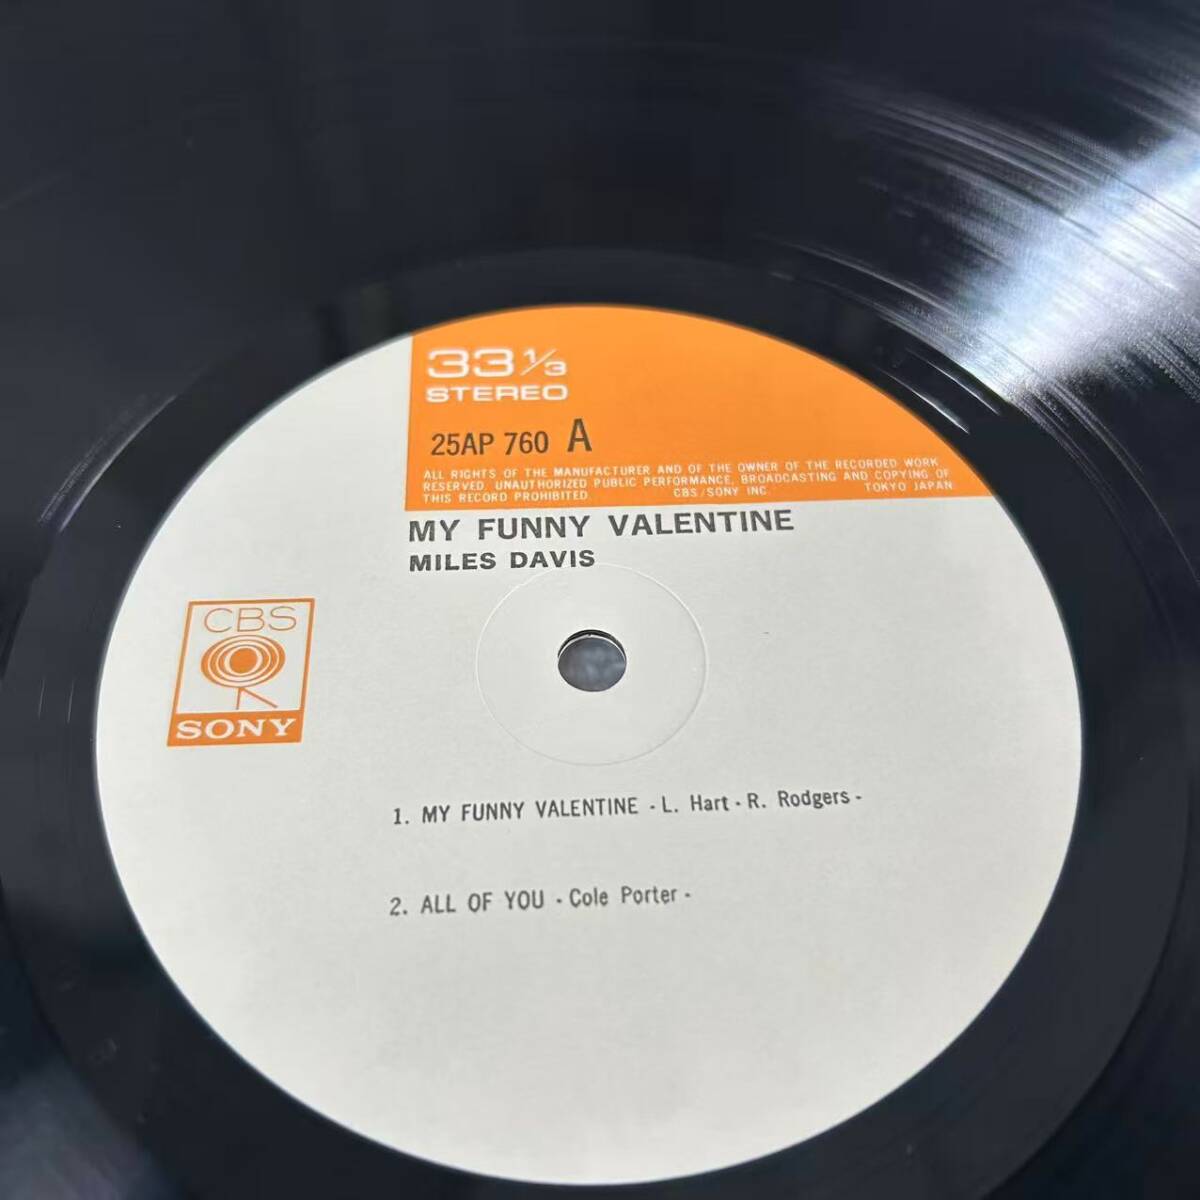 33 1/3
STEREO
25AP 760 A
ALL RIGHTS OF THE MANUFACTURER AND OF THE OWNER OF THE RECORDED WORK
RESERVED. UNAUTHORIZED PUBLIC PERFORMANCE, BROADCASTING AND COPYING OF
THIS RECORD PROHIBITED. CBS/SONY INC. TOKYO JAPAN
MY FUNNY VALENTINE
MILES DAVIS
CBS
SONY
1. MY FUNNY VALENTINE - L. Hart - R. Rodgers -
2. ALL OF YOU - Cole Porter -